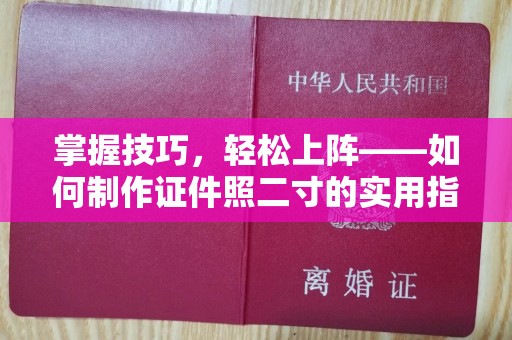 中华人民共和国
掌握技巧，轻松上阵——如
何制作证件照二寸的实用指
离婚证